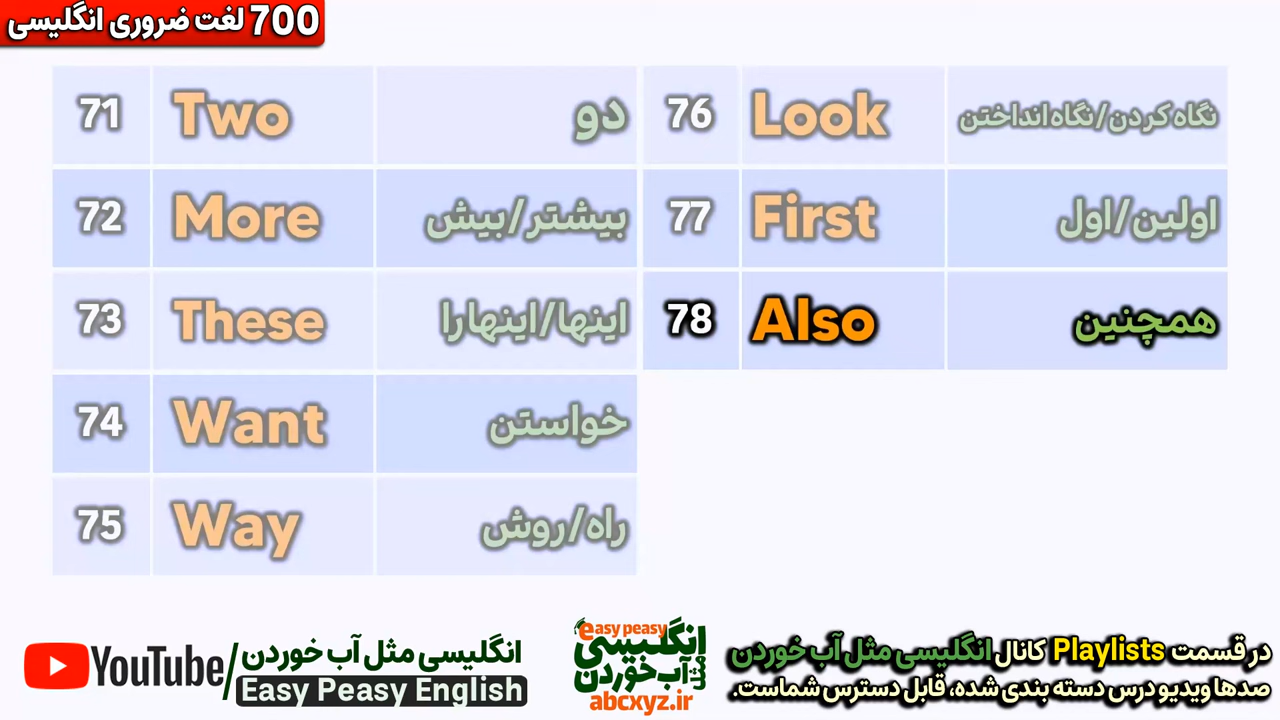 700 لغت ضروری انگلیسی
71 Two دو
72 More بیشتر/بیش
73 These اینها/اینهارا
74 Want خواستن
75 Way راه/روش
76 Look نگاه کردن/نگاه انداختن
77 First اولین/اول
78 Also همچنین
YouTube/انگلیسی مثل آب خوردن
Easy Peasy English
easy peasy
انگلیسی
مثل آب خوردن
abcxyz.ir
در قسمت Playlists کانال انگلیسی مثل آب خوردن
صدها ویدیو درس دسته بندی شده، قابل دسترس شماست.